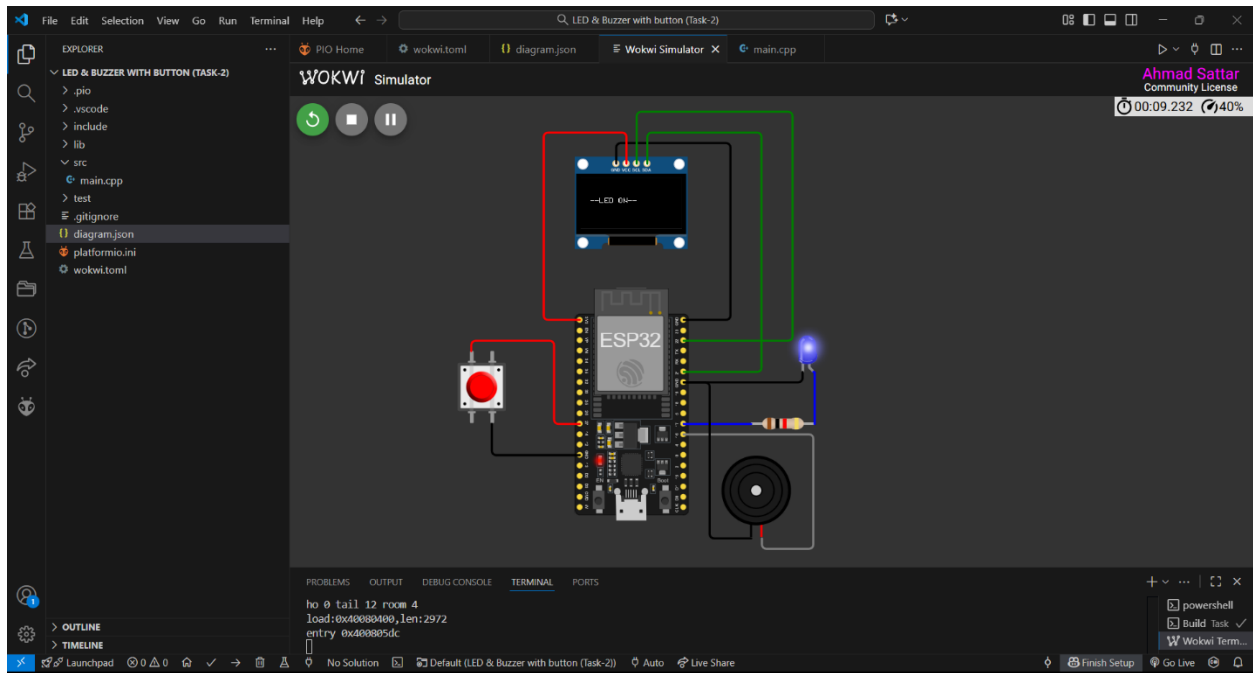 File Edit Selection View Go Run Terminal Help
LED & Buzzer with button (Task-2)
EXPLORER
LED & BUZZER WITH BUTTON (TASK-2)
.pio
.vscode
include
lib
src
main.cpp
test
.gitignore
diagram.json
platformio.ini
wokwi.toml
OUTLINE
TIMELINE
PIO Home
wokwi.toml
diagram.json
Wokwi Simulator
main.cpp
WOKWI Simulator
Ahmad Sattar
Community License
00:09.232 40%
GND VCC SCL SDA
--LED ON--
ESP32
EN
Boot
PROBLEMS OUTPUT DEBUG CONSOLE TERMINAL PORTS
ho 0 tail 12 room 4
load:0x40080400,len:2972
entry 0x400805dc
powershell
Build Task
Wokwi Term...
1
Launchpad 0 0 No Solution Default (LED & Buzzer with button (Task-2)) Auto Live Share Finish Setup Go Live